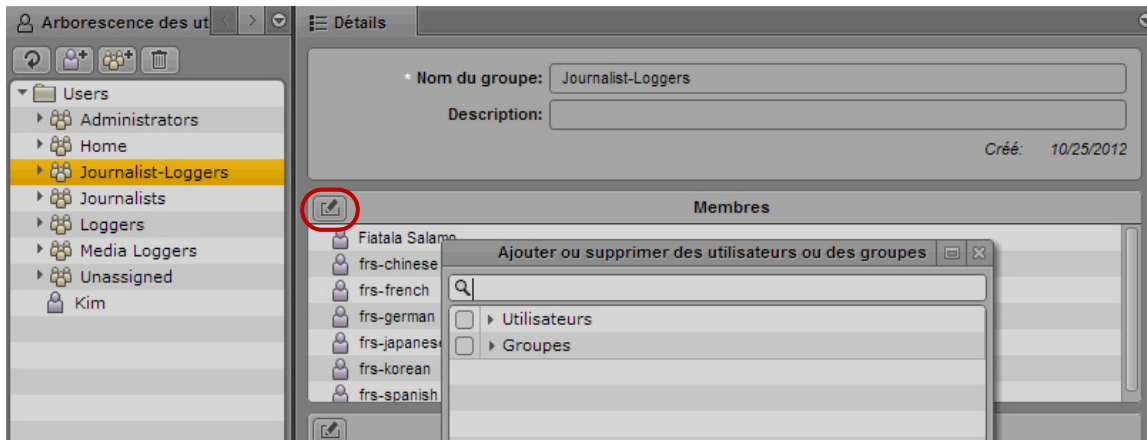 Arborescence des ut
Users
Administrators
Home
Journalist-Loggers
Journalists
Loggers
Media Loggers
Unassigned
Kim
Détails
* Nom du groupe: Journalist-Loggers
Description:
Créé: 10/25/2012
Membres
Fiatala Salamo
frs-chinese
frs-french
frs-german
frs-japanese
frs-korean
frs-spanish
Ajouter ou supprimer des utilisateurs ou des groupes
Utilisateurs
Groupes